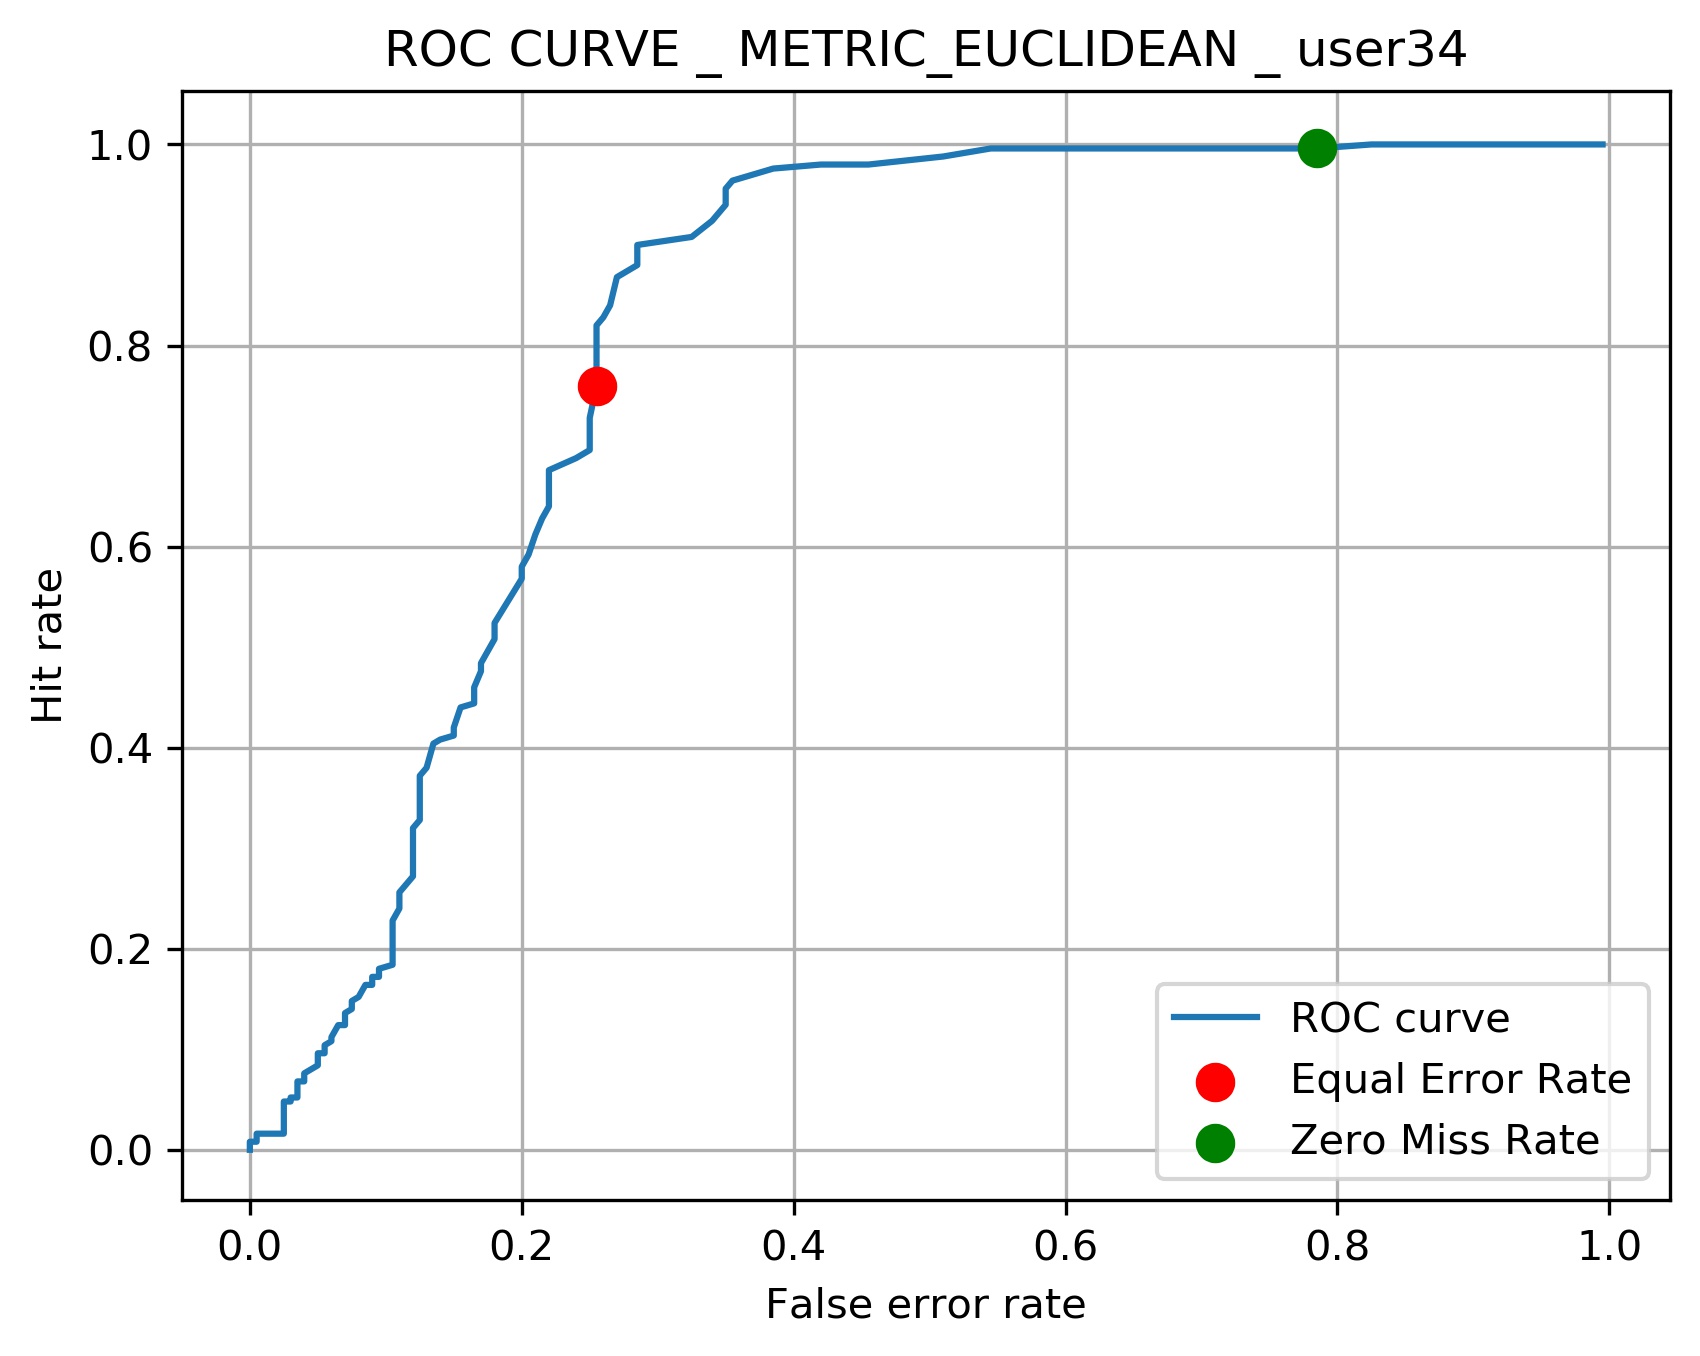 ROC CURVE _ METRIC_EUCLIDEAN _ user34
1.0
0.8
0.6
0.4
0.2
0.0
Hit rate
ROC curve
Equal Error Rate
Zero Miss Rate
0.0 0.2 0.4 0.6 0.8 1.0
False error rate